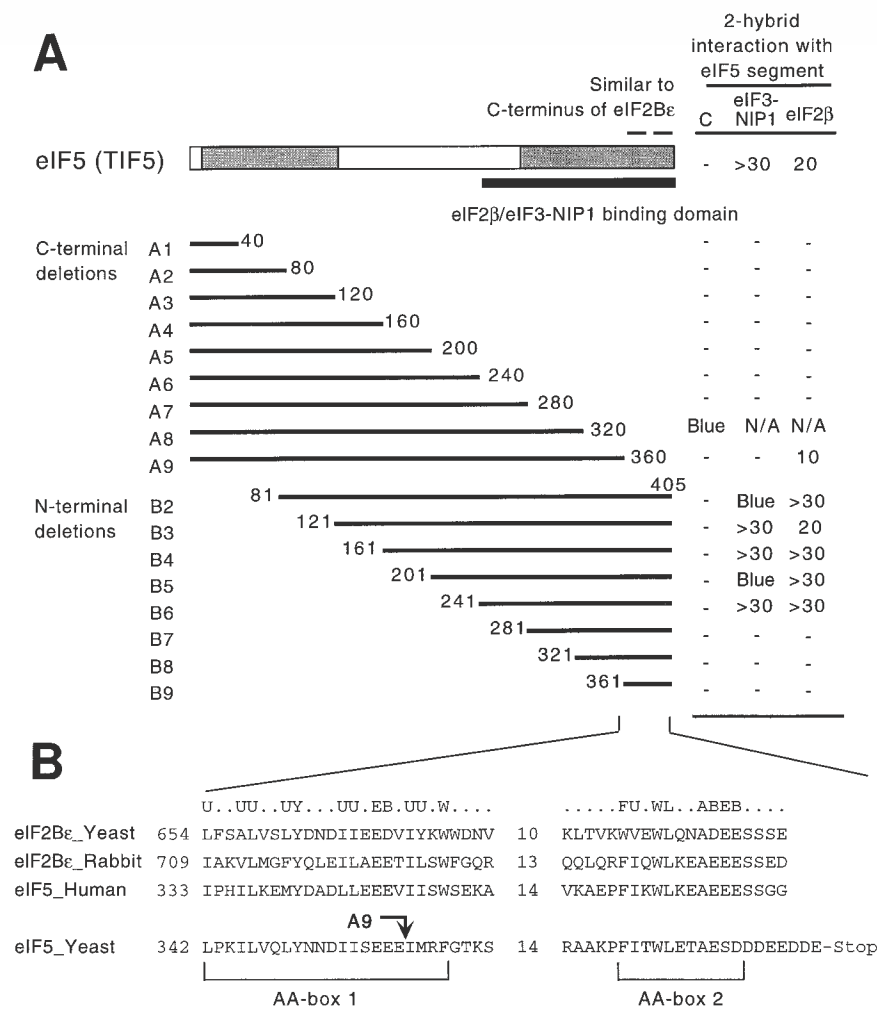 A
2-hybrid
interaction with
eIF5 segment
C eIF3-NIP1 eIF2β
Similar to
C-terminus of eIF2Bε
eIF5 (TIF5) - >30 20
eIF2β/eIF3-NIP1 binding domain
C-terminal
deletions
A1 40 - - -
A2 80 - - -
A3 120 - - -
A4 160 - - -
A5 200 - - -
A6 240 - - -
A7 280 - - -
A8 320 Blue N/A N/A
A9 360 - - 10
N-terminal
deletions
405
B2 81 - Blue >30
B3 121 - >30 20
B4 161 - >30 >30
B5 201 - Blue >30
B6 241 - >30 >30
B7 281 - - -
B8 321 - - -
B9 361 - - -
B
U..UU..UY...UU.EB.UU.W.... .....FU.WL..ABEB....
eIF2Bε_Yeast 654 LFSALVSLYDNDIIEEDVIYKWWDNV 10 KLTVKWVEWLQNADEESSSE
eIF2Bε_Rabbit 709 IAKVLMGFYQLEILAEETILSWFGQR 13 QQLQRFIQWLKEAEEESSED
eIF5_Human 333 IPHILKEMYDADLLEEEVIISWSEKA 14 VKAEPFIKWLKEAEEESSGG
A9
eIF5_Yeast 342 LPKILVQLYNNDIISEEEIMRFGTKS 14 RAAKPFITWLETAESDDDEEDDE-Stop
AA-box 1 AA-box 2